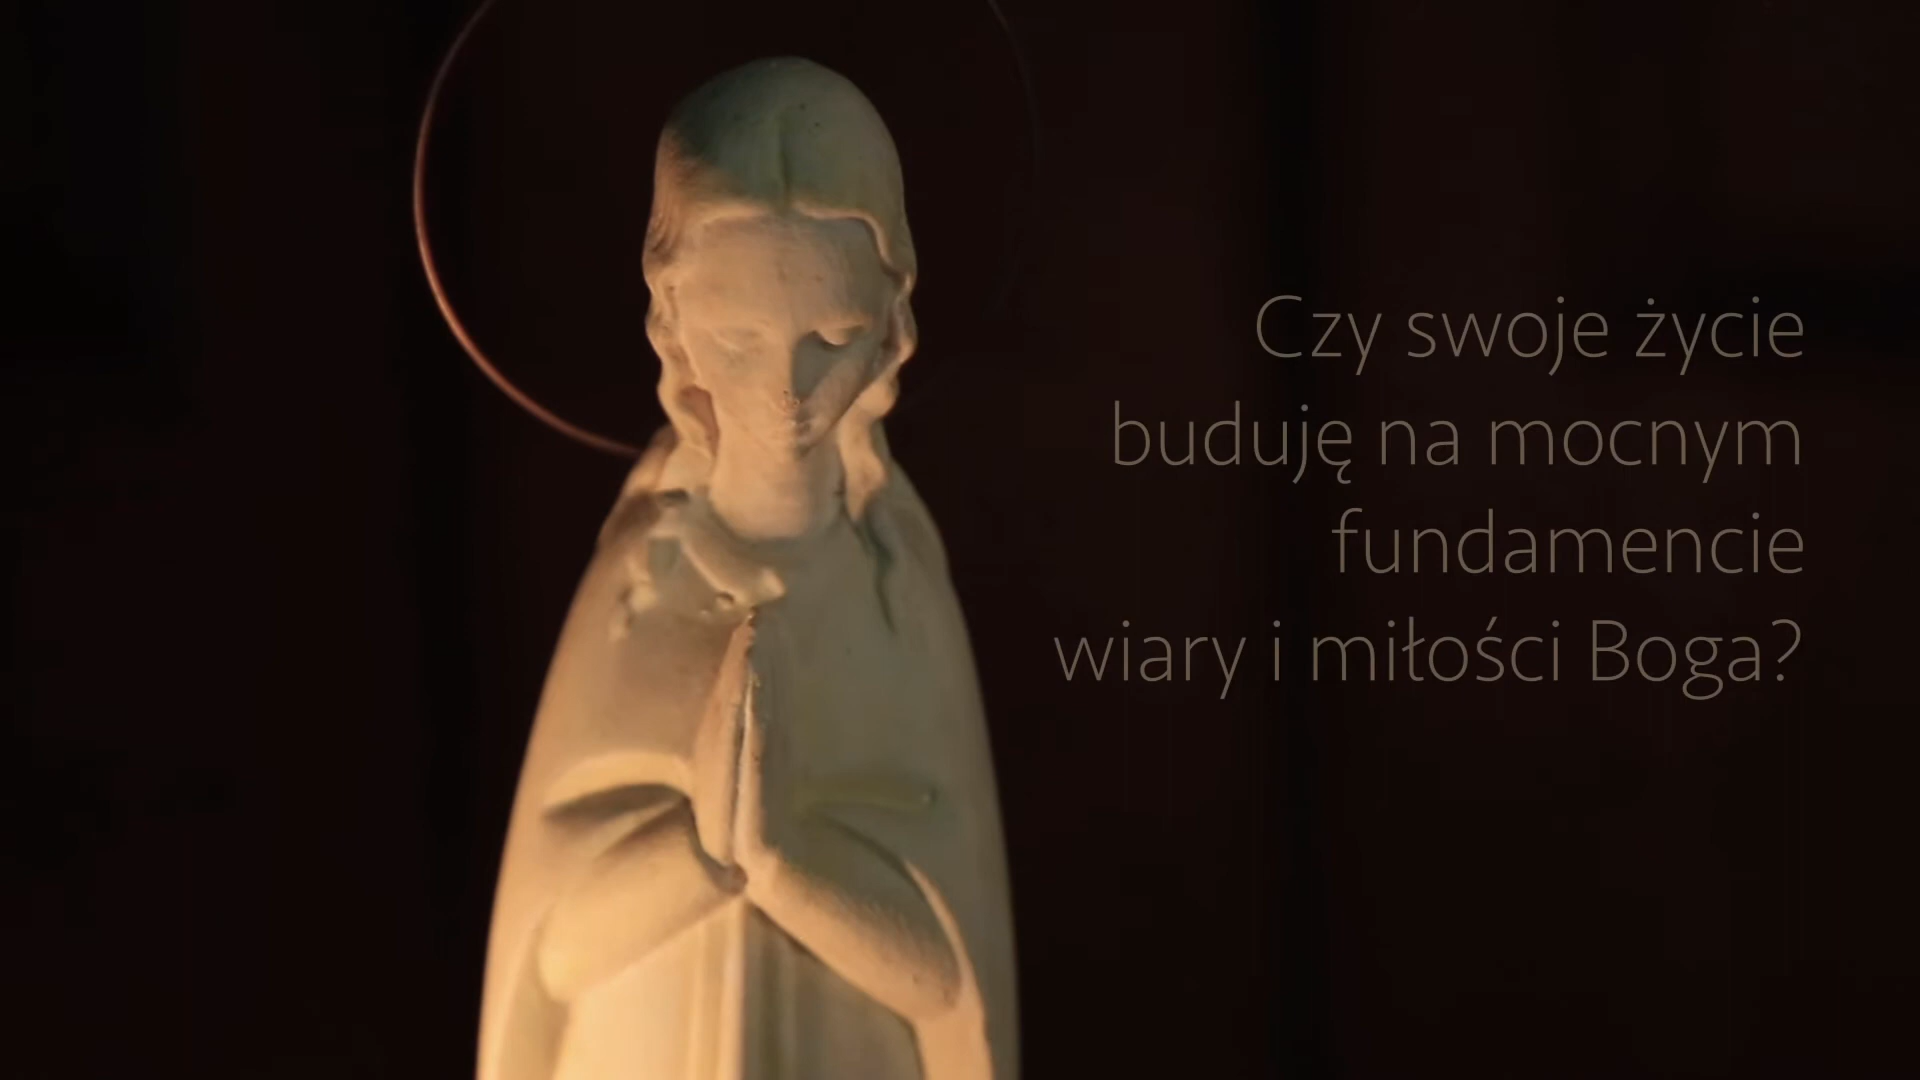 Czy swoje życie
buduję na mocnym
fundamencie
wiary i miłości Boga?